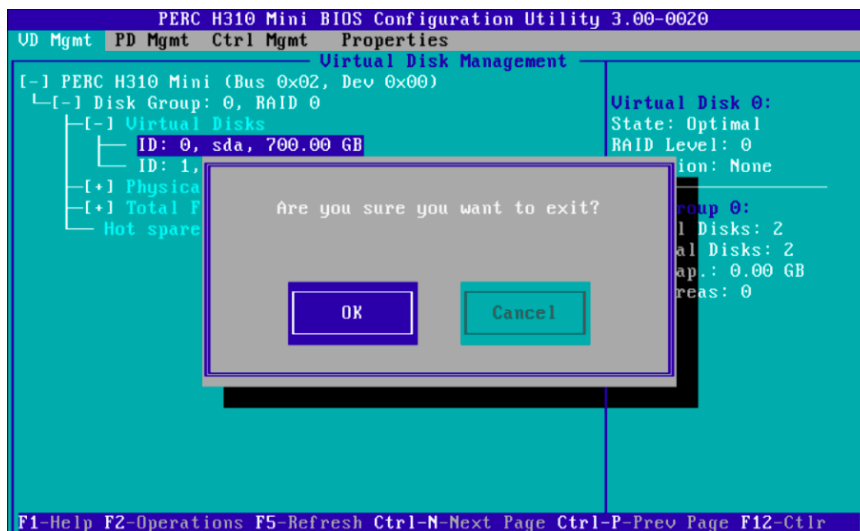 PERC H310 Mini BIOS Configuration Utility 3.00-0020
VD Mgmt PD Mgmt Ctrl Mgmt Properties
Virtual Disk Management
[-] PERC H310 Mini (Bus 0x02, Dev 0x00)
[-] Disk Group: 0, RAID 0
[-] Virtual Disks
ID: 0, sda, 700.00 GB
ID: 1,
[+] Physica
[+] Total F
Hot spare
Virtual Disk 0:
State: Optimal
RAID Level: 0
ion: None
oup 0:
l Disks: 2
al Disks: 2
ap.: 0.00 GB
reas: 0
Are you sure you want to exit?
OK
Cancel
F1-Help F2-Operations F5-Refresh Ctrl-N-Next Page Ctrl-P-Prev Page F12-Ctlr